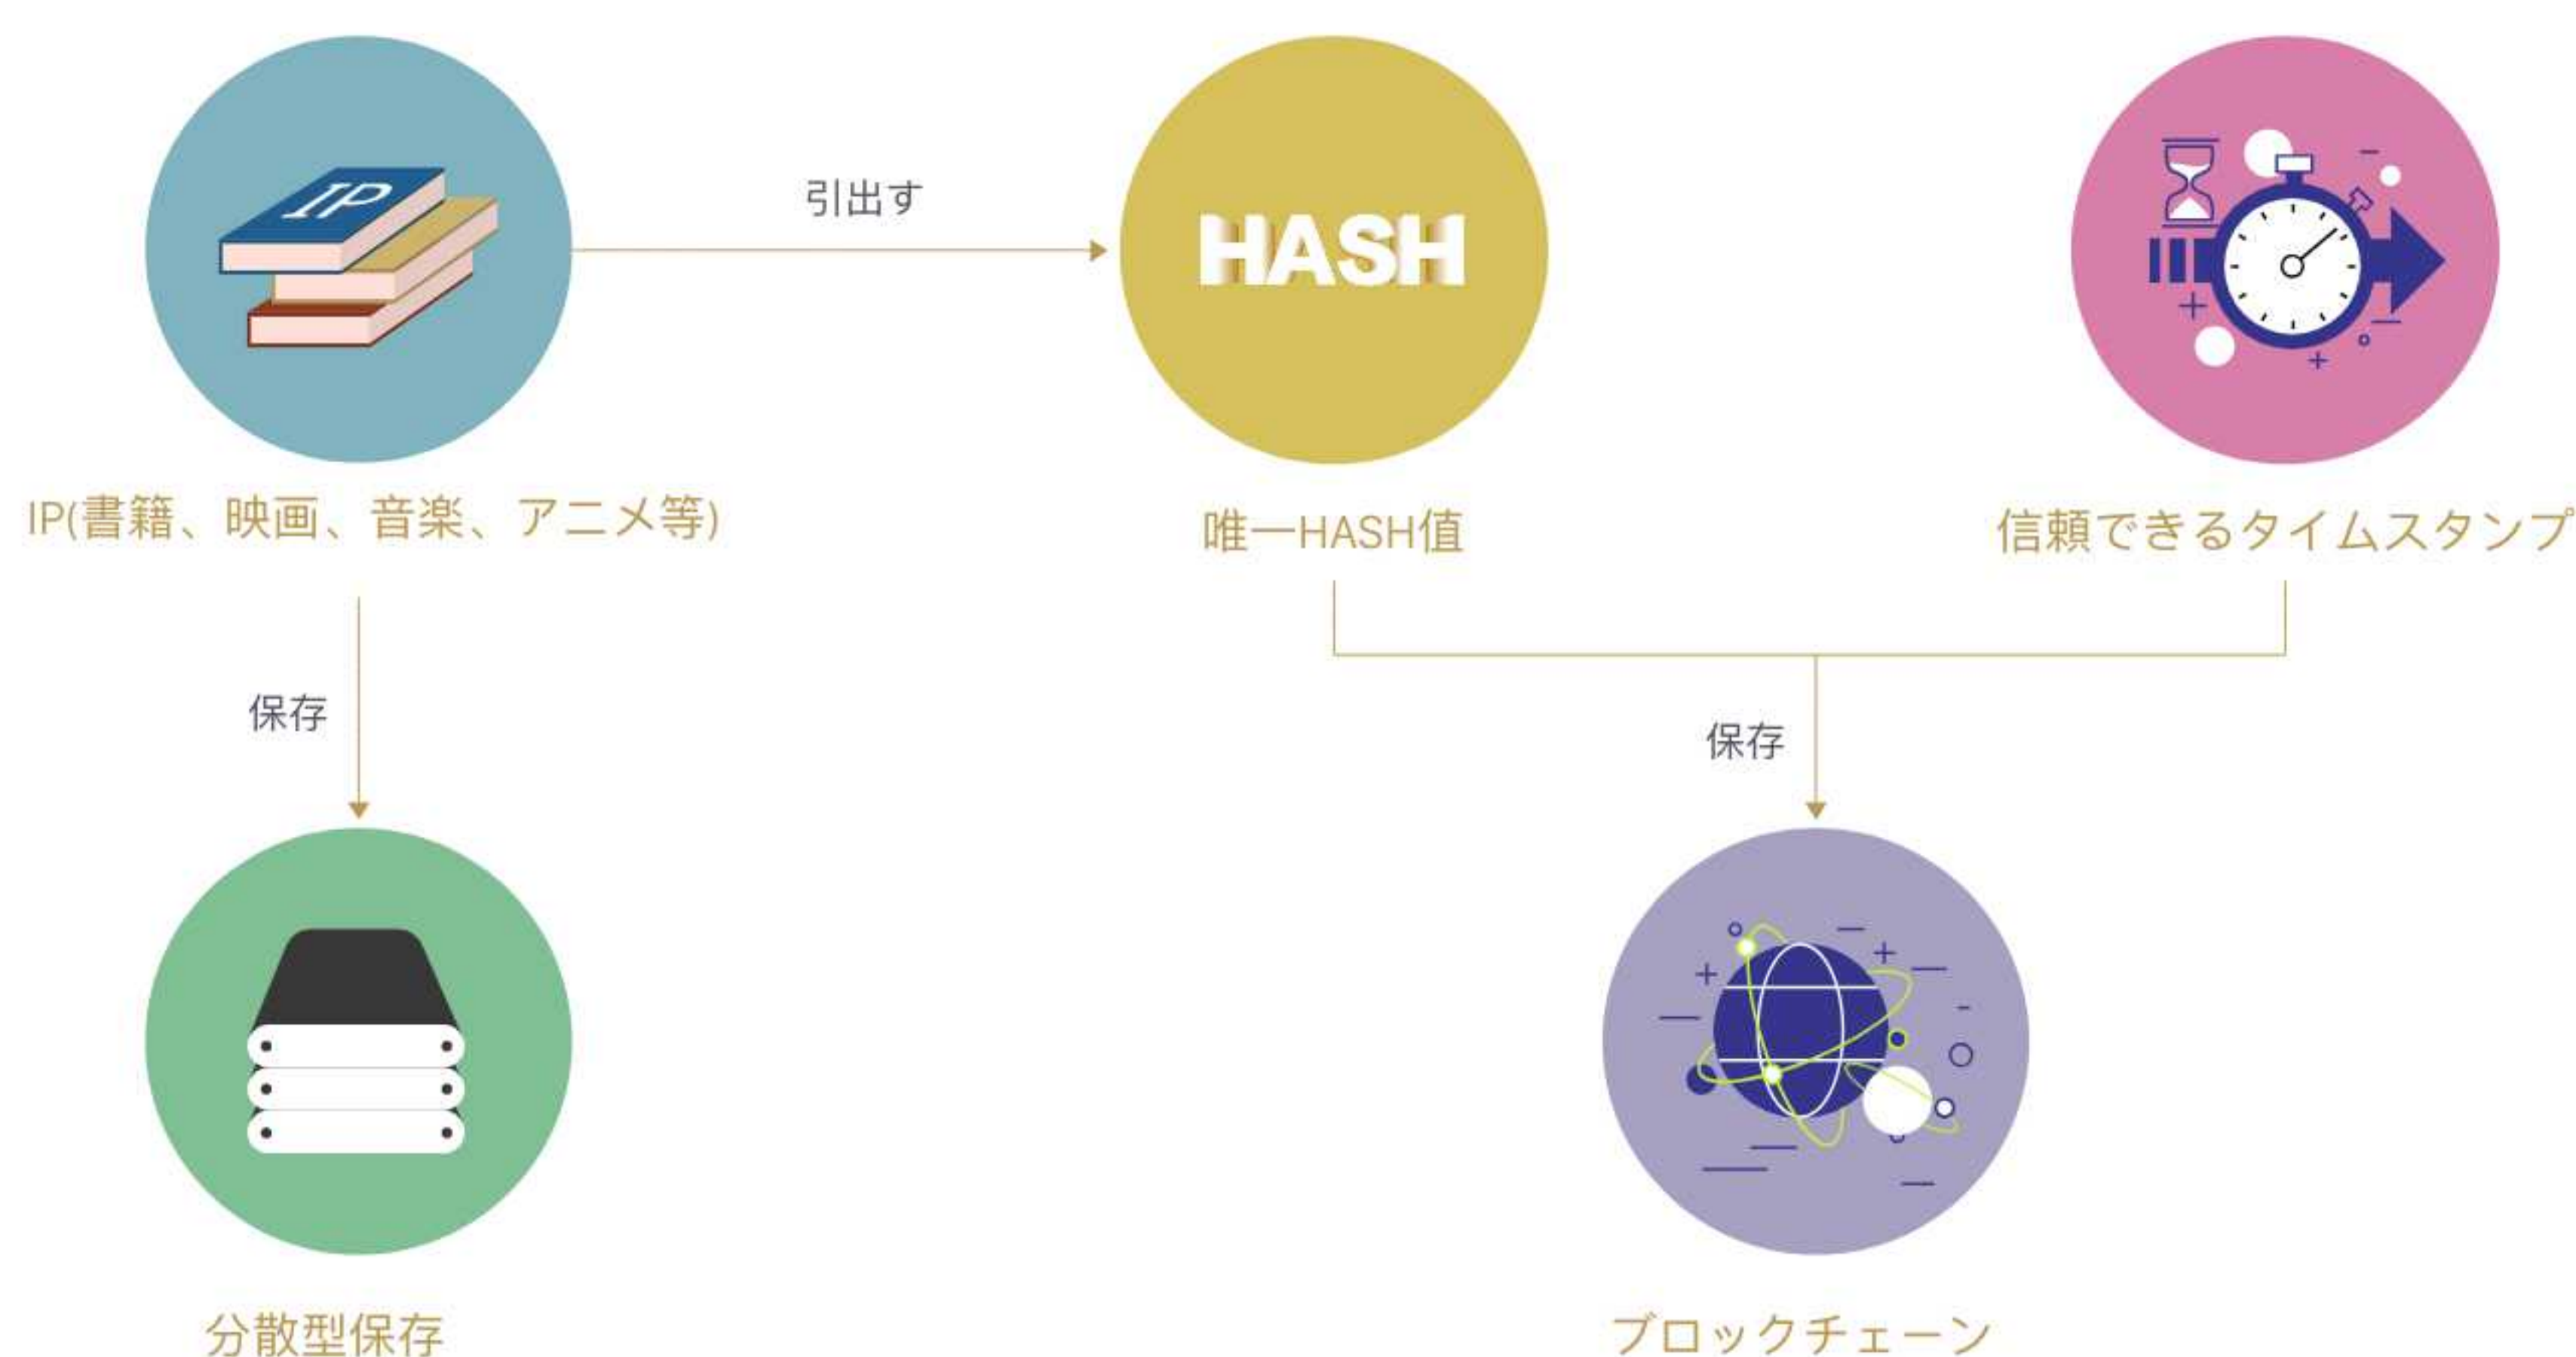 IP
引出す
HASH
IP(書籍、映画、音楽、アニメ等)
唯一HASH値
信頼できるタイムスタンプ
保存
保存
分散型保存
ブロックチェーン